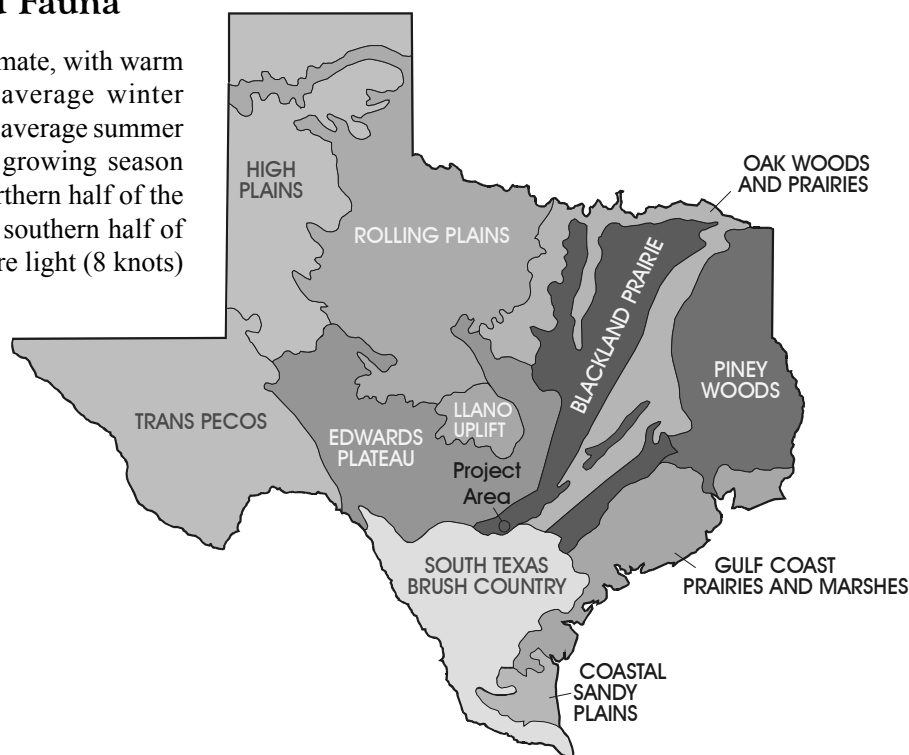 Fauna
mate, with warm
average winter
average summer
growing season
rthern half of the
southern half of
re light (8 knots)
HIGH
PLAINS
ROLLING PLAINS
OAK WOODS
AND PRAIRIES
BLACKLAND PRAIRIE
PINEY
WOODS
TRANS PECOS
EDWARDS
PLATEAU
LLANO
UPLIFT
Project
Area
SOUTH TEXAS
BRUSH COUNTRY
GULF COAST
PRAIRIES AND MARSHES
COASTAL
SANDY
PLAINS